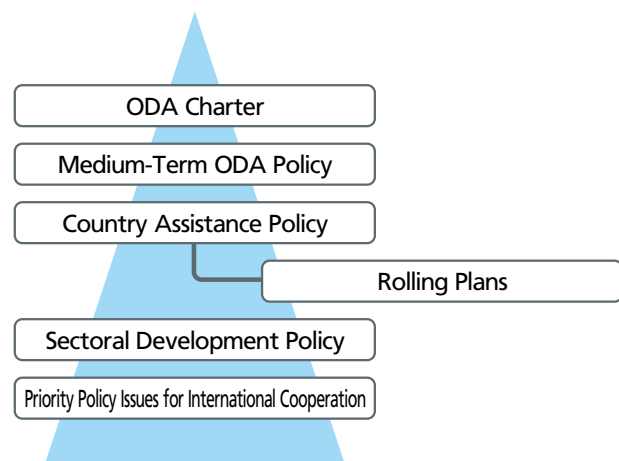 ODA Charter
Medium-Term ODA Policy
Country Assistance Policy
Rolling Plans
Sectoral Development Policy
Priority Policy Issues for International Cooperation